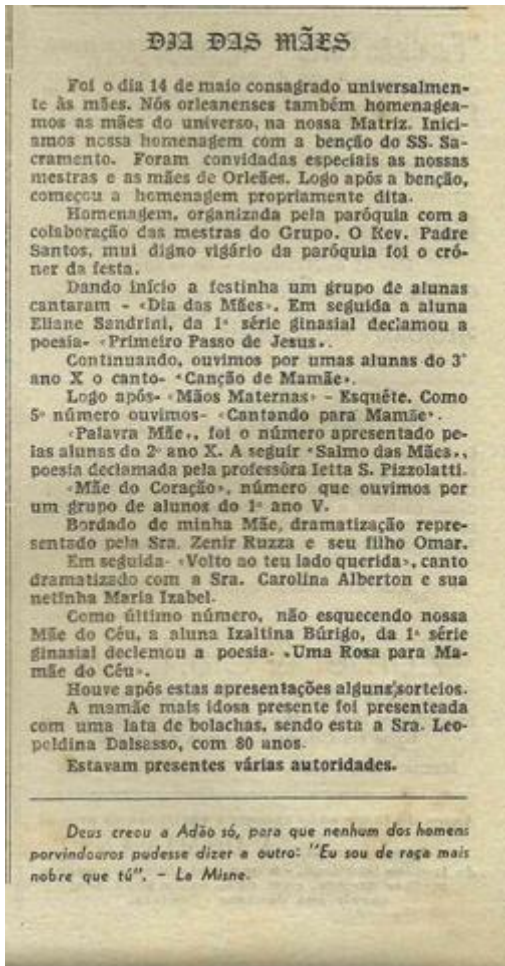 DIA DAS MÃES
Foi o dia 14 de maio consagrado universalmen-
te às mães. Nós orleanenses também homenagea-
mos as mães do universo, na nossa Matriz. Inici-
amos nossa homenagem com a benção do SS. Sa-
cramento. Foram convidadas especiais as nossas
mestras e as mães de Orleães. Logo após a benção,
começou a homenagem propriamente dita.
Homenagem, organizada pela paróquia com a
colaboração das mestras do Grupo. O Rev. Padre
Santos, mui digno vigário da paróquia foi o cró-
ner da festa.
Dando início a festinha um grupo de alunas
cantaram - «Dia das Mães». Em seguida a aluna
Eliane Sandrini, da 1ª série ginasial declamou a
poesia- «Primeiro Passo de Jesus».
Continuando, ouvimos por umas alunas do 3°
ano X o canto- «Canção de Mamãe».
Logo após- «Mãos Maternas» - Esquête. Como
5º número ouvimos- «Cantando para Mamãe».
«Palavra Mãe», foi o número apresentado pe-
las alunas do 2º ano X. A seguir «Salmo das Mães»,
poesia declamada pela professôra Ietta S. Pizzolatti.
«Mãe do Coração», número que ouvimos por
um grupo de alunos do 1º ano V.
Bordado de minha Mãe, dramatização repre-
sentado pela Sra. Zenir Ruzza e seu filho Omar.
Em seguida- «Volto ao teu lado querida», canto
dramatizado com a Sra. Carolina Alberton e sua
netinha Maria Izabel.
Como último número, não esquecendo nossa
Mãe do Céu, a aluna Izaltina Búrigo, da 1ª série
ginasial declemou a poesia- «Uma Rosa para Ma-
mãe do Céu».
Houve após estas apresentações alguns sorteios.
A mamãe mais idosa presente foi presenteada
com uma lata de bolachas, sendo esta a Sra. Leo-
poldina Dalsasso, com 80 anos.
Estavam presentes várias autoridades.
Deus creou a Adão só, para que nenhum dos homens
porvindouros pudesse dizer a outro: "Eu sou de raça mais
nobre que tú". - La Misne.